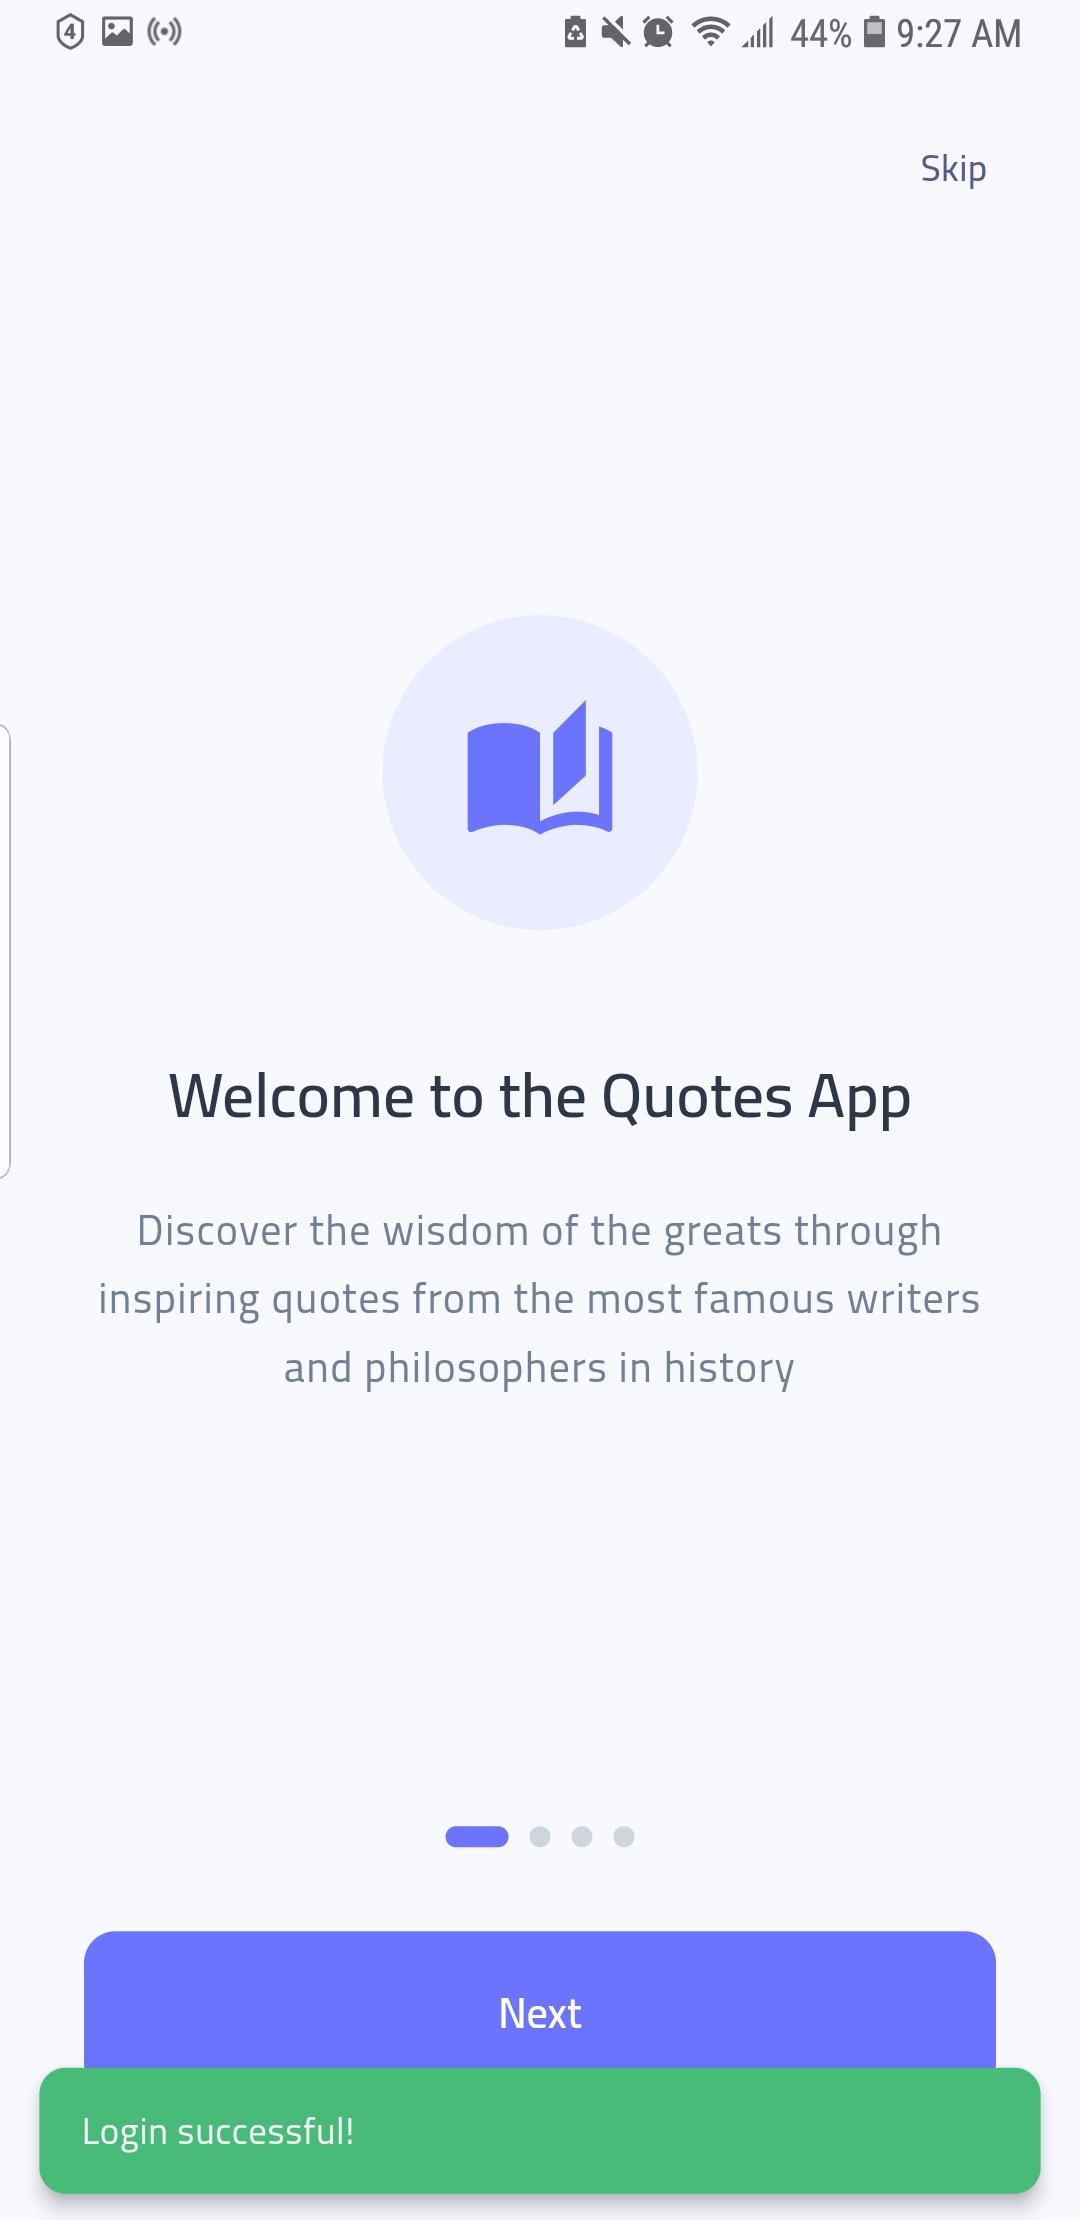 4
44% 9:27 AM
Skip
Welcome to the Quotes App
Discover the wisdom of the greats through
inspiring quotes from the most famous writers
and philosophers in history
Next
Login successful!